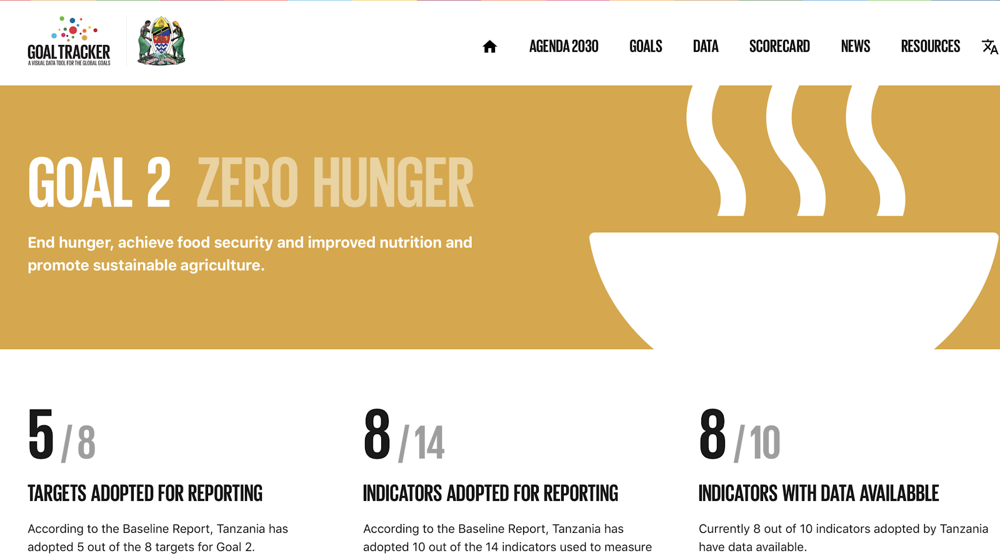 GOAL TRACKER
A VISUAL DATA TOOL FOR THE GLOBAL GOALS
AGENDA 2030
GOALS
DATA
SCORECARD
NEWS
RESOURCES
GOAL 2 ZERO HUNGER
End hunger, achieve food security and improved nutrition and
promote sustainable agriculture.
5 / 8
TARGETS ADOPTED FOR REPORTING
According to the Baseline Report, Tanzania has
adopted 5 out of the 8 targets for Goal 2.
8 / 14
INDICATORS ADOPTED FOR REPORTING
According to the Baseline Report, Tanzania has
adopted 10 out of the 14 indicators used to measure
8 / 10
INDICATORS WITH DATA AVAILABBLE
Currently 8 out of 10 indicators adopted by Tanzania
have data available.